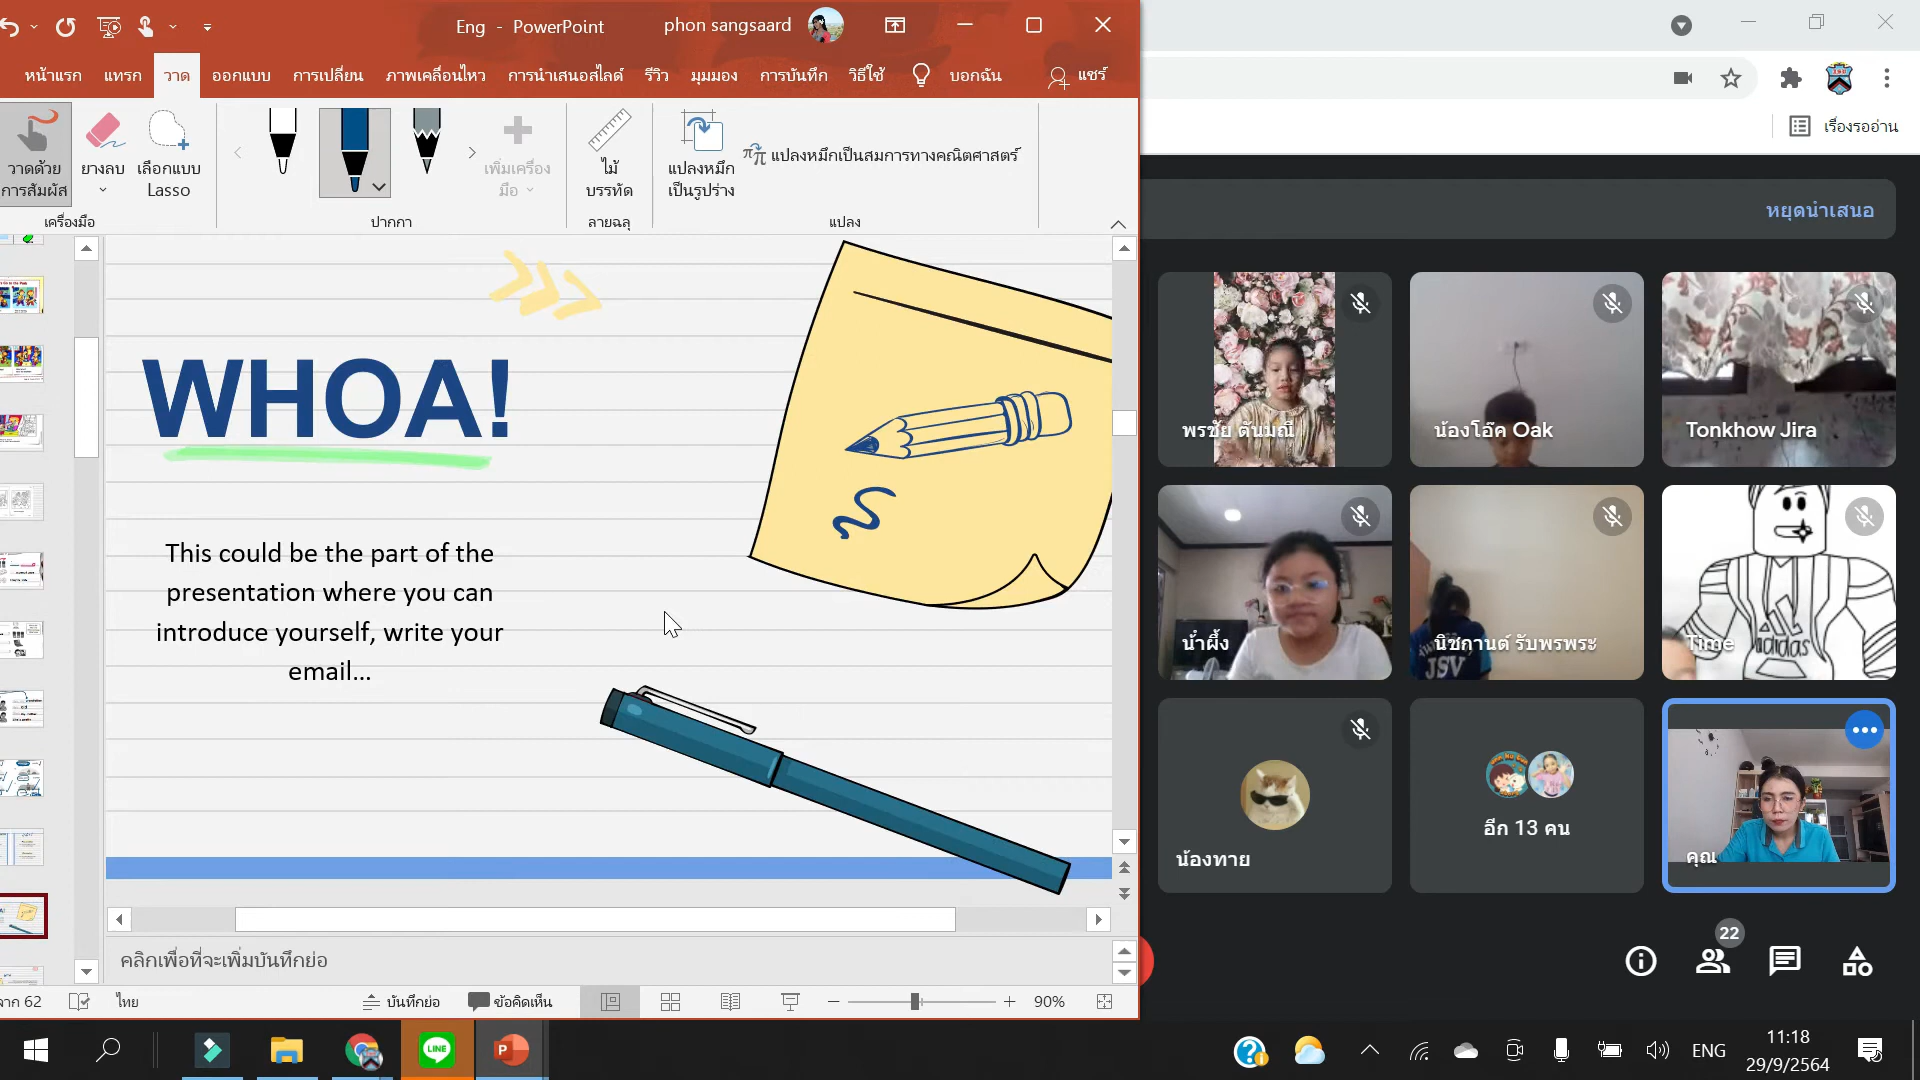 Eng - PowerPoint
phon sangsaard
หน้าแรก
แทรก
วาด
ออกแบบ
การเปลี่ยน
ภาพเคลื่อนไหว
การนำเสนอสไลด์
รีวิว
มุมมอง
การบันทึก
วิธีใช้
บอกฉัน
แชร์
วาดด้วย
การสัมผัส
ยางลบ
เลือกแบบ
Lasso
เพิ่มเครื่อง
มือ
ไม้
บรรทัด
แปลงหมึก
เป็นรูปร่าง
แปลงหมึกเป็นสมการทางคณิตศาสตร์
เครื่องมือ
ปากกา
ลายฉลุ
แปลง
WHOA!
This could be the part of the
presentation where you can
introduce yourself, write your
email...
คลิกเพื่อที่จะเพิ่มบันทึกย่อ
จาก 62
ไทย
บันทึกย่อ
ข้อคิดเห็น
90%
เรื่องรออ่าน
หยุดนำเสนอ
พรชัย ตันมณี
น้องโอ๊ค Oak
Tonkhow Jira
น้ำผึ้ง
JSV
นิชกานต์ รับพรพระ
adidas
Time
น้องทาย
อีก 13 คน
คุณ
22
LINE
ENG
11:18
29/9/2564